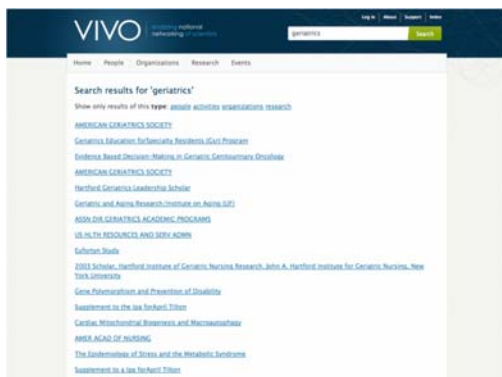 Log in About Support Index
VIVO enabling national
networking of scientists
geriatrics Search
Home People Organizations Research Events
Search results for 'geriatrics'
Show only results of this type: people activities organizations research
AMERICAN GERIATRICS SOCIETY
Geriatrics Education forSpecialty Residents (Gsr) Program
Evidence Based Decision-Making in Geriatric Genitourinary Oncology
AMERICAN GERIATRICS SOCIETY
Hartford Geriatrics Leadership Scholar
Geriatric and Aging Research/Institute on Aging (UF)
ASSN DIR GERIATRICS ACADEMIC PROGRAMS
US HLTH RESOURCES AND SERV ADMN
Study
2003 Scholar, Hartford Institute of Geriatric Nursing Research. John A. Hartford Institute for Geriatric Nursing, New
York University
Gene Polymorphism and Prevention of Disability
Supplement to the ipa forApril Tilton
Cardiac Mitochondrial Biogenesis and Macroautophagy
AMER ACAD OF NURSING
The Epidemiology of Stress and the Metabolic Syndrome
Supplement to a Ipa forApril Tilton